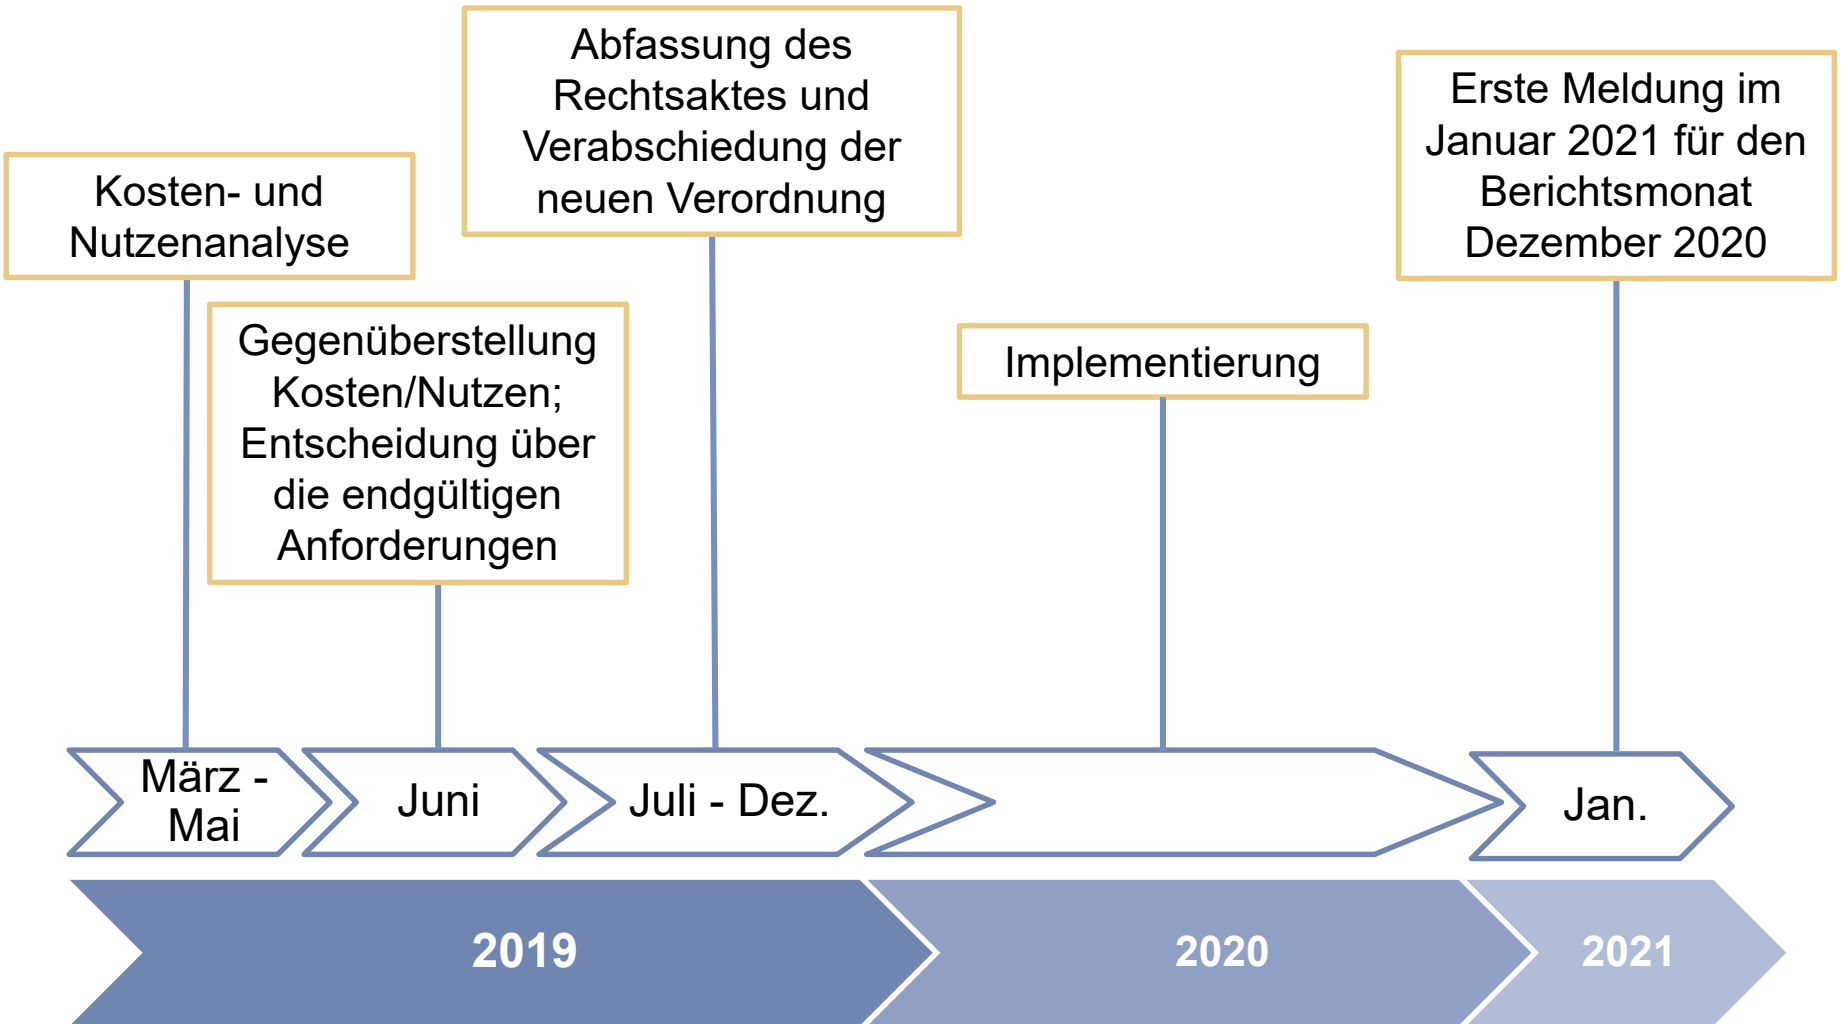 Kosten- und
Nutzenanalyse
Gegenüberstellung
Kosten/Nutzen;
Entscheidung über
die endgültigen
Anforderungen
Abfassung des
Rechtsaktes und
Verabschiedung der
neuen Verordnung
Implementierung
Erste Meldung im
Januar 2021 für den
Berichtsmonat
Dezember 2020
März -
Mai
Juni
Juli - Dez.
Jan.
2019
2020
2021